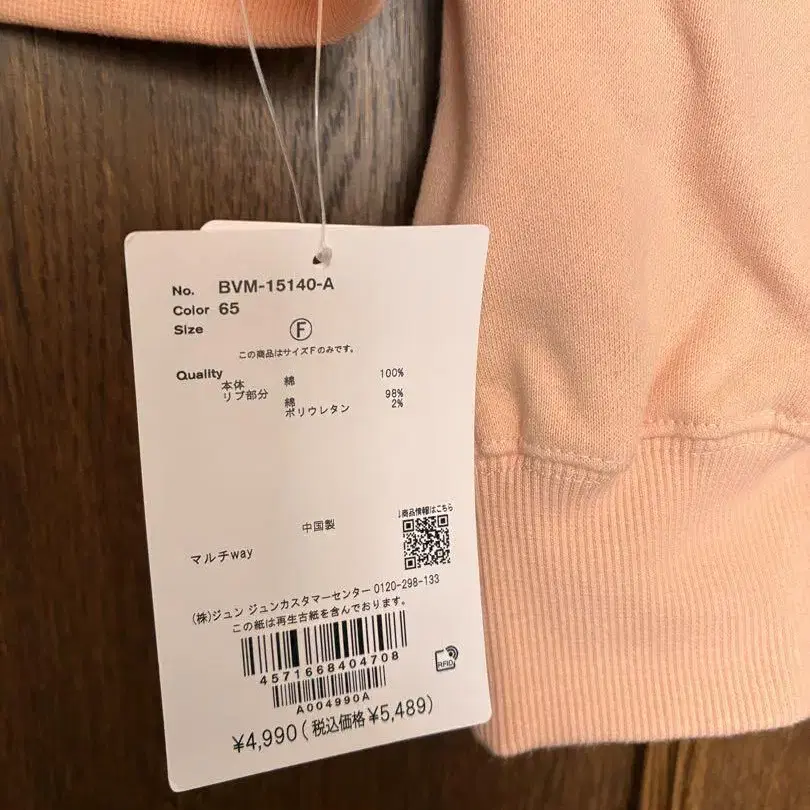 No. BVM-15140-A
Color 65
Size Ⓕ
この商品はサイズFのみです。
Quality
本体 綿 100%
リブ部分
綿 98%
ポリウレタン 2%
↓商品情報はこちら
中国製
マルチway
(株)ジュン ジュンカスタマーセンター 0120-298-133
この紙は再生古紙を含んでおります。
4571668404708
RFID
A004990A
¥4,990(税込価格¥5,489)